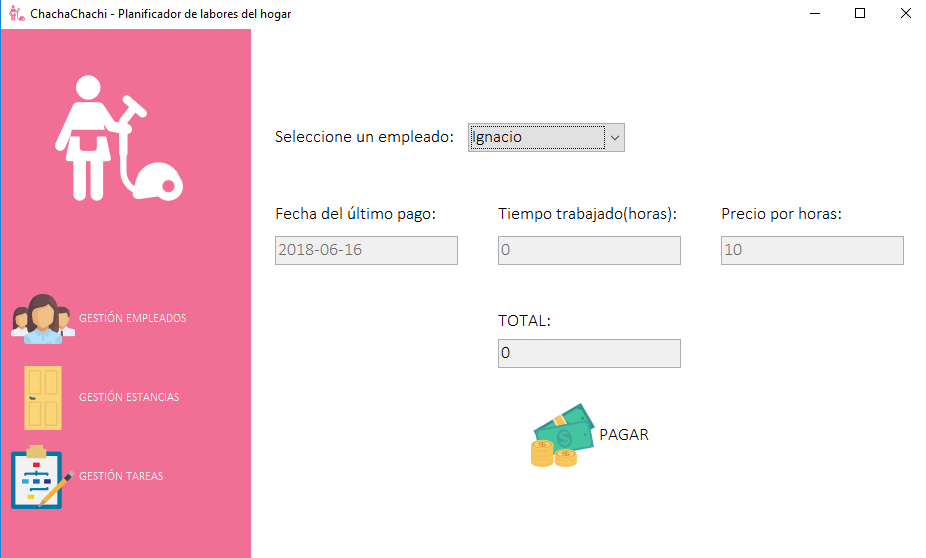 ChachaChachi - Planificador de labores del hogar
Seleccione un empleado: Ignacio
Fecha del último pago: Tiempo trabajado(horas): Precio por horas:
2018-06-16 0 10
TOTAL:
0
PAGAR
GESTIÓN EMPLEADOS
GESTIÓN ESTANCIAS
GESTIÓN TAREAS